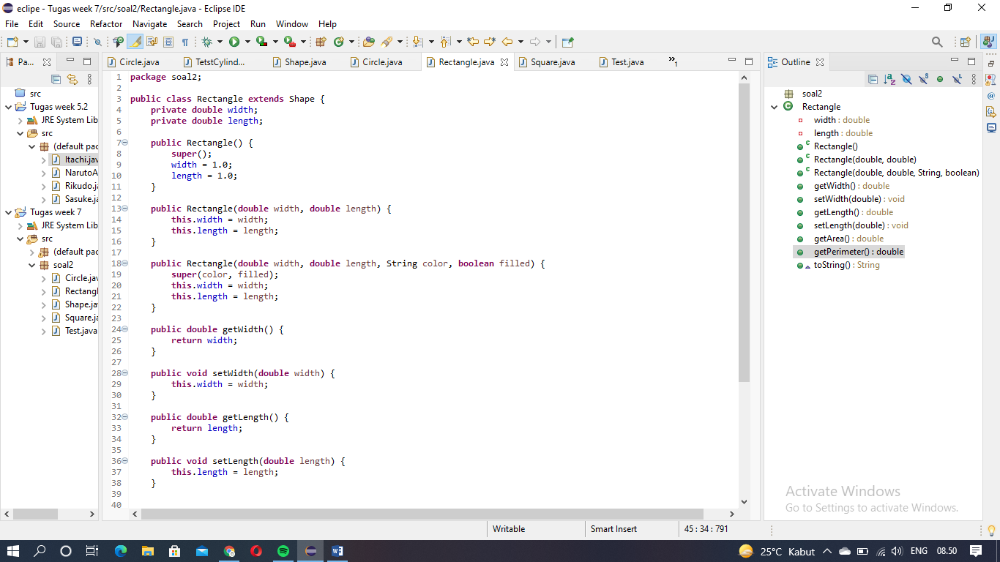 eclipe - Tugas week 7/src/soal2/Rectangle.java - Eclipse IDE
File Edit Source Refactor Navigate Search Project Run Window Help
Pa...
src
Tugas week 5.2
JRE System Lib
src
(default pac
Itachi.jav
NarutoA
Rikudo.ja
Sasuke.ja
Tugas week 7
JRE System Lib
src
(default pac
soal2
Circle.jav
Rectangl
Shape.ja
Square.ja
Test.java
Circle.java TetstCylind... Shape.java Circle.java Rectangle.java Square.java Test.java »1
1 package soal2;
2
3 public class Rectangle extends Shape {
4 private double width;
5 private double length;
6
7 public Rectangle() {
8 super();
9 width = 1.0;
10 length = 1.0;
11 }
12
13 public Rectangle(double width, double length) {
14 this.width = width;
15 this.length = length;
16 }
17
18 public Rectangle(double width, double length, String color, boolean filled) {
19 super(color, filled);
20 this.width = width;
21 this.length = length;
22 }
23
24 public double getWidth() {
25 return width;
26 }
27
28 public void setWidth(double width) {
29 this.width = width;
30 }
31
32 public double getLength() {
33 return length;
34 }
35
36 public void setLength(double length) {
37 this.length = length;
38 }
39
40
Outline
soal2
Rectangle
width : double
length : double
Rectangle()
Rectangle(double, double)
Rectangle(double, double, String, boolean)
getWidth() : double
setWidth(double) : void
getLength() : double
setLength(double) : void
getArea() : double
getPerimeter() : double
toString() : String
Activate Windows
Go to Settings to activate Windows.
Writable Smart Insert 45 : 34 : 791
25°C Kabut ENG 08.50